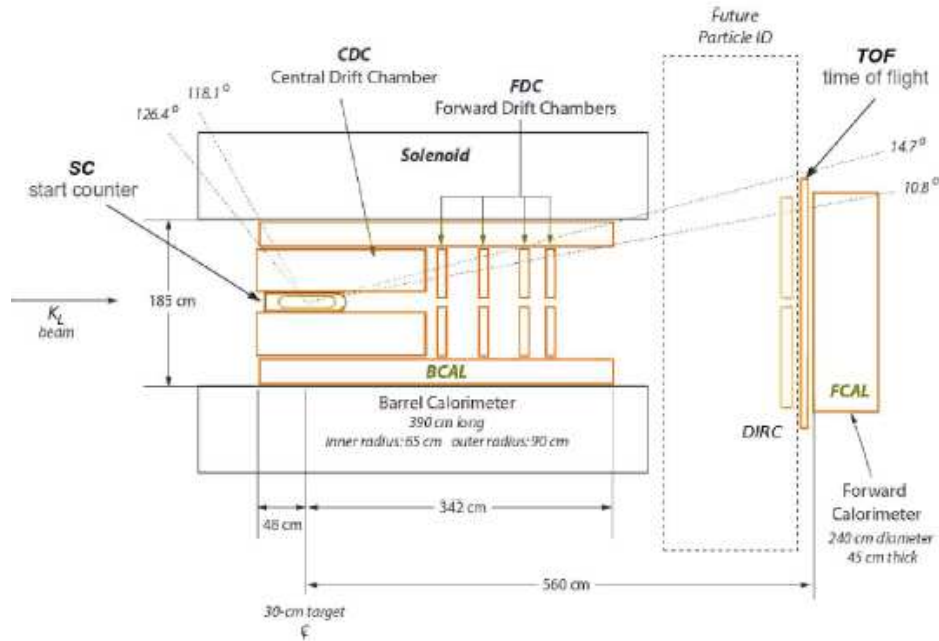 Future
Particle ID
TOF
time of flight
CDC
Central Drift Chamber
FDC
Forward Drift Chambers
118.1°
126.4°
14.7°
10.8°
Solenoid
SC
start counter
185 cm
K_L
beam
BCAL
FCAL
Barrel Calorimeter
390 cm long
inner radius: 65 cm outer radius: 90 cm
DIRC
Forward
Calorimeter
240 cm diameter
45 cm thick
48 cm
342 cm
560 cm
30-cm target